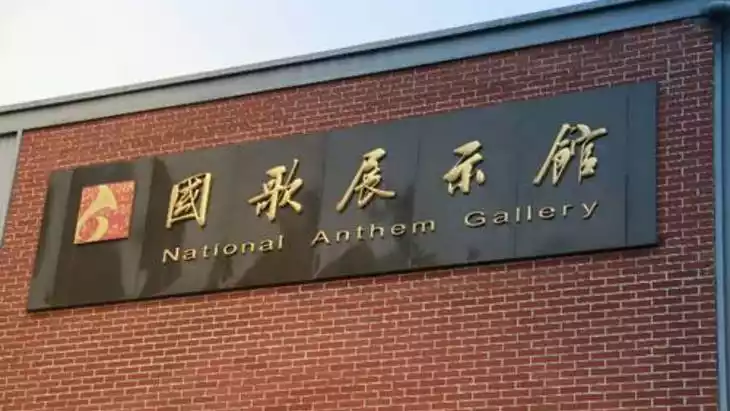 國歌展示館
National Anthem Gallery